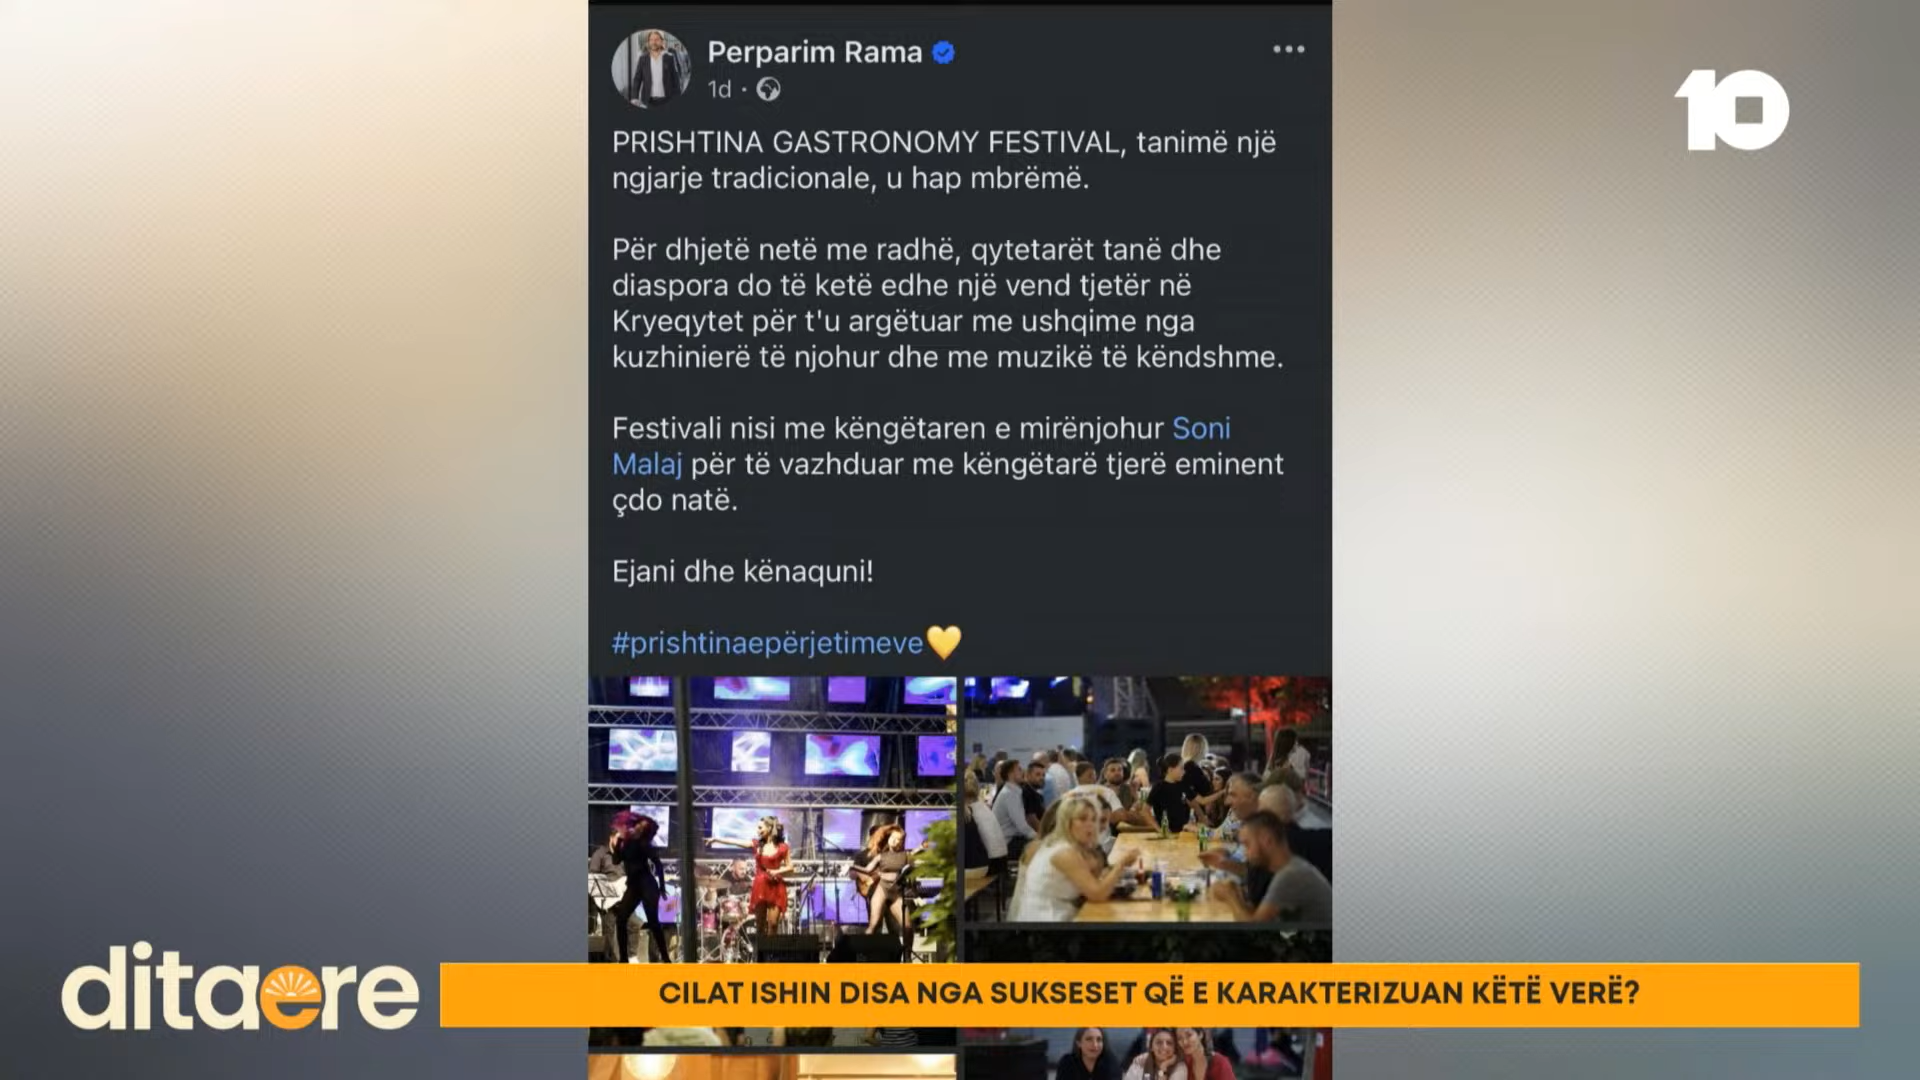 Perparim Rama
1d ·
PRISHTINA GASTRONOMY FESTIVAL, tanimë një
ngjarje tradicionale, u hap mbrëmë.
Për dhjetë netë me radhë, qytetarët tanë dhe
diaspora do të ketë edhe një vend tjetër në
Kryeqytet për t'u argëtuar me ushqime nga
kuzhinierë të njohur dhe me muzikë të këndshme.
Festivali nisi me këngëtaren e mirënjohur Soni
Malaj për të vazhduar me këngëtarë tjerë eminent
çdo natë.
Ejani dhe kënaquni!
#prishtinaepërjetimeve💛
10
ditaere
CILAT ISHIN DISA NGA SUKSESET QË E KARAKTERIZUAN KËTË VERË?